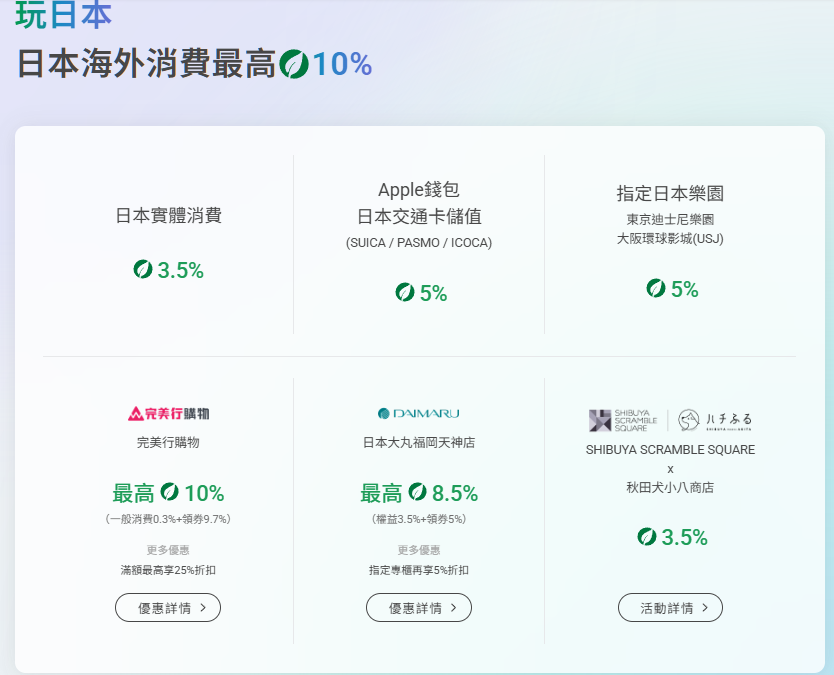 玩日本
日本海外消費最高10%
日本實體消費
3.5%
Apple錢包
日本交通卡儲值
(SUICA / PASMO / ICOCA)
5%
指定日本樂園
東京迪士尼樂園
大阪環球影城(USJ)
5%
完美行購物
完美行購物
最高 10%
(一般消費0.3%+領券9.7%)
更多優惠
滿額最高享25%折扣
優惠詳情 >
DAIMARU
日本大丸福岡天神店
最高 8.5%
(權益3.5%+領券5%)
更多優惠
指定專櫃再享5%折扣
優惠詳情 >
SHIBUYA
SCRAMBLE
SQUARE
ハチふる
SHIBUYA SCRAMBLE SQUARE
x
秋田犬小八商店
3.5%
活動詳情 >